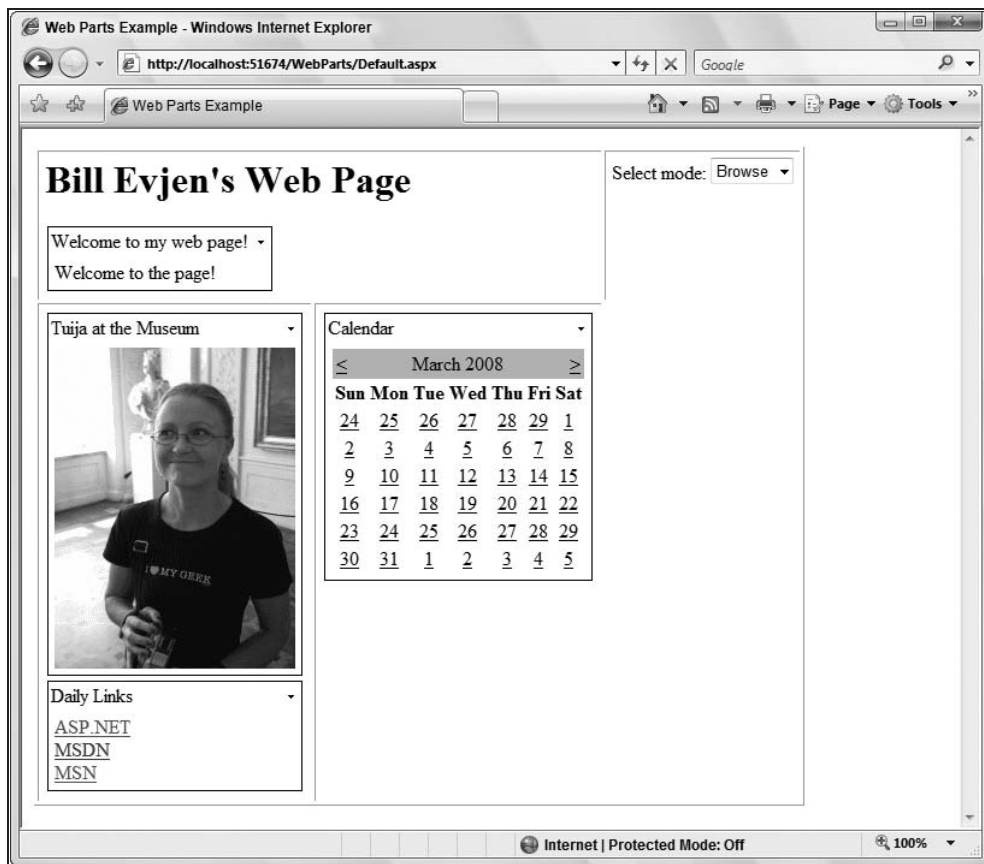 Web Parts Example - Windows Internet Explorer
http://localhost:51674/WebParts/Default.aspx
Google
Web Parts Example
Page
Tools
Bill Evjen's Web Page
Select mode: Browse
Welcome to my web page!
Welcome to the page!
Tuija at the Museum
I ♥ MY GEEK
Daily Links
ASP.NET
MSDN
MSN
Calendar
< March 2008 >
Sun Mon Tue Wed Thu Fri Sat
24 25 26 27 28 29 1
2 3 4 5 6 7 8
9 10 11 12 13 14 15
16 17 18 19 20 21 22
23 24 25 26 27 28 29
30 31 1 2 3 4 5
Internet | Protected Mode: Off
100%